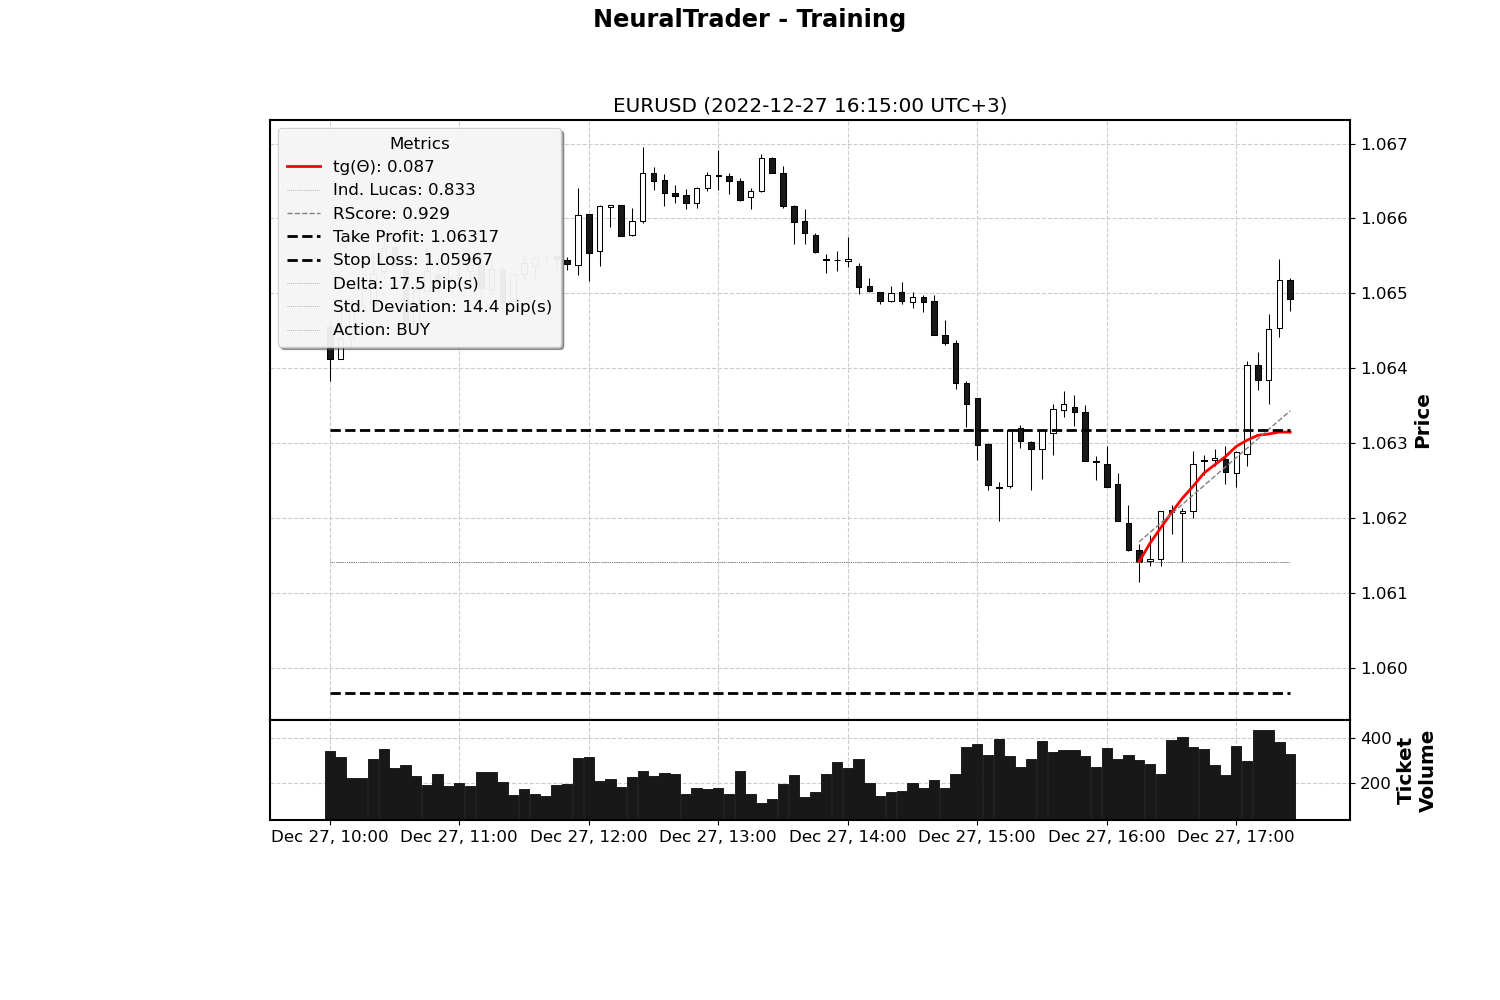 NeuralTrader - Training
EURUSD (2022-12-27 16:15:00 UTC+3)
Metrics
tg(Θ): 0.087
Ind. Lucas: 0.833
RScore: 0.929
Take Profit: 1.06317
Stop Loss: 1.05967
Delta: 17.5 pip(s)
Std. Deviation: 14.4 pip(s)
Action: BUY
1.067
1.066
1.065
1.064
1.063
1.062
1.061
1.060
Price
400
200
Ticket
Volume
Dec 27, 10:00
Dec 27, 11:00
Dec 27, 12:00
Dec 27, 13:00
Dec 27, 14:00
Dec 27, 15:00
Dec 27, 16:00
Dec 27, 17:00